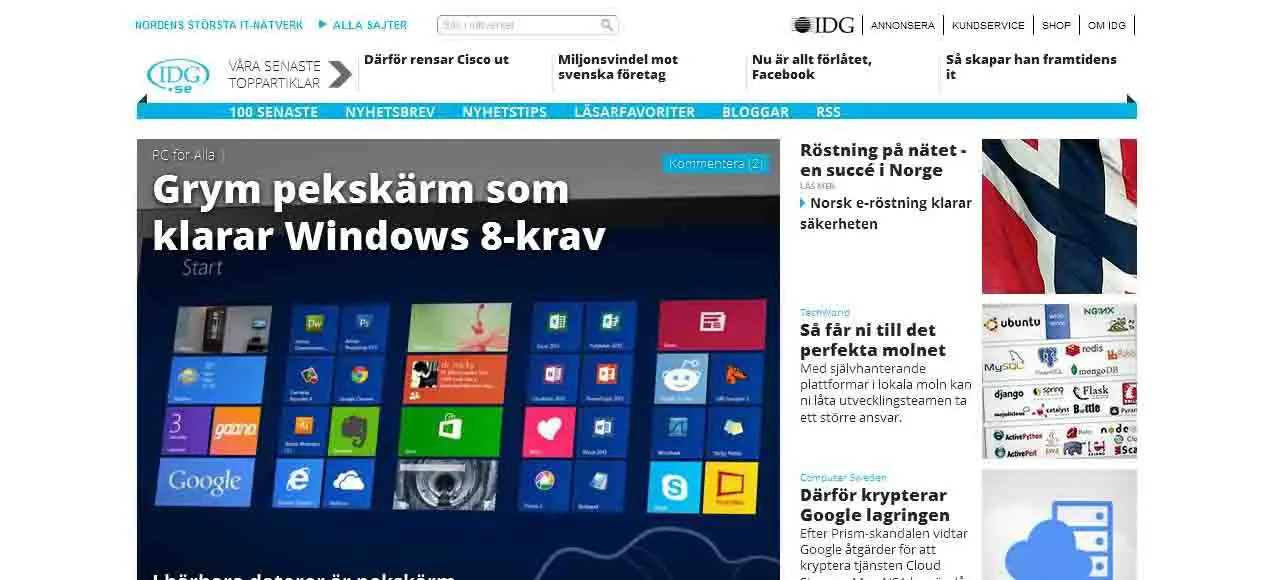 NORDENS STÖRSTA IT-NÄTVERK
ALLA SAJTER
Sök i nätverket
IDG
ANNONSERA
KUNDSERVICE
SHOP
OM IDG
IDG
.se
VÅRA SENASTE
TOPPARTIKLAR
Därför rensar Cisco ut
Miljonsvindel mot
svenska företag
Nu är allt förlåtet,
Facebook
Så skapar han framtidens
it
100 SENASTE
NYHETSBREV
NYHETSTIPS
LÄSARFAVORITER
BLOGGAR
RSS
PC för Alla |
Kommentera (2)
Grym pekskärm som
klarar Windows 8-krav
Start
Dw
Ps
3
gaana
Google
Röstning på nätet -
en succé i Norge
LÄS MER:
Norsk e-röstning klarar
säkerheten
TechWorld
Så får ni till det
perfekta molnet
Med självhanterande
plattformar i lokala moln kan
ni låta utvecklingsteamen ta
ett större ansvar.
ubuntu
NGINX
MySQL
redis
mongoDB
django
spring
Flask
catalyst
Bottle
ActivePython
ActivePerl
node
Computer Sweden
Därför krypterar
Google lagringen
Efter Prism-skandalen vidtar
Google åtgärder för att
kryptera tjänsten Cloud